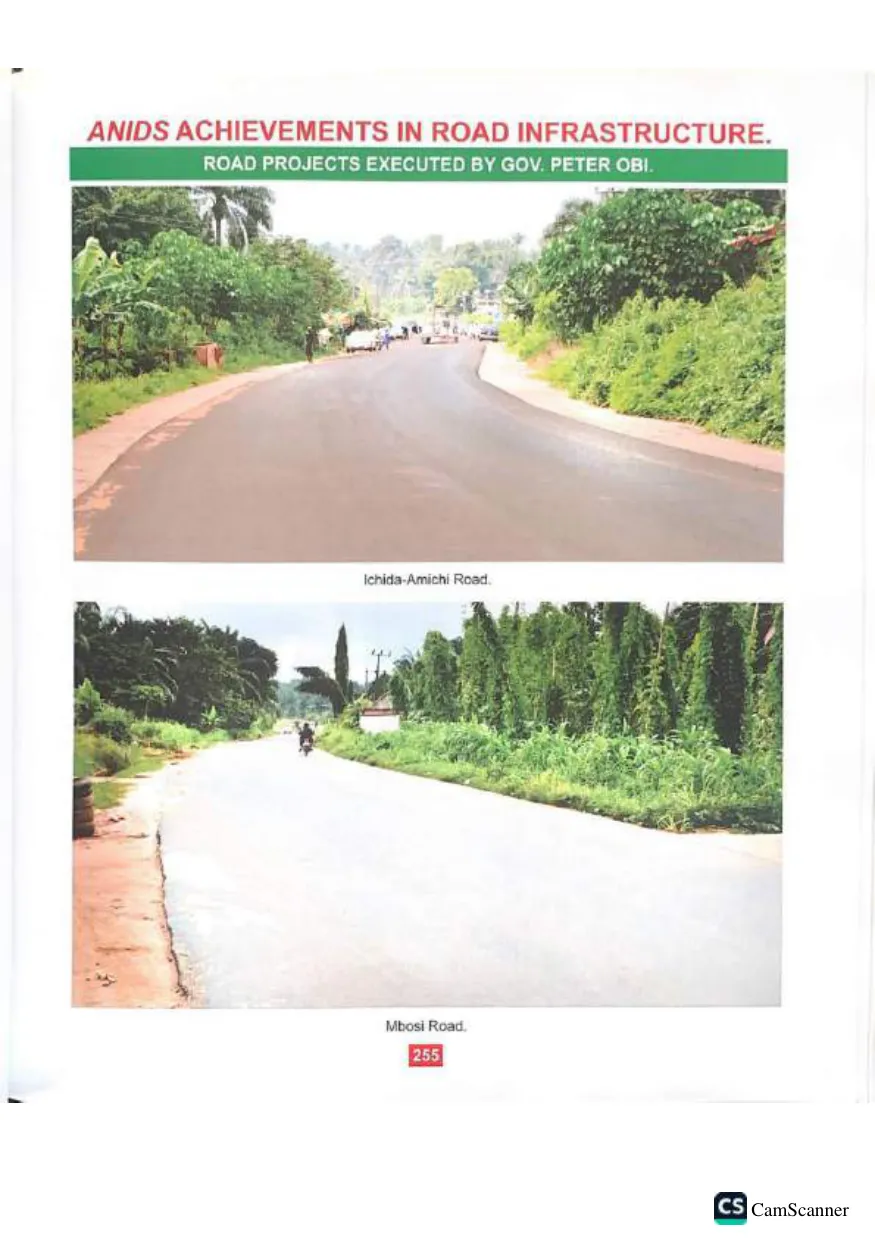 ANIDS ACHIEVEMENTS IN ROAD INFRASTRUCTURE.
ROAD PROJECTS EXECUTED BY GOV. PETER OBI.
Ichida-Amichi Road.
Mbosi Road.
255
CS CamScanner